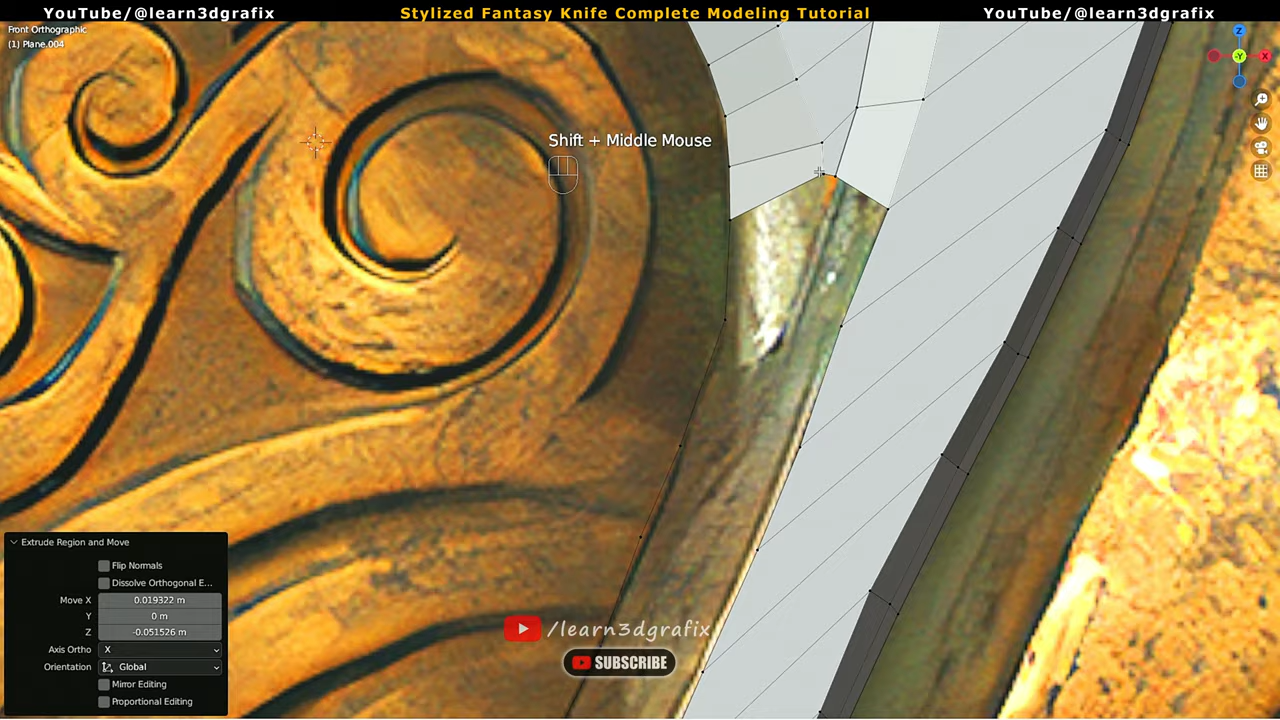 YouTube/@learn3dgrafix
Stylized Fantasy Knife Complete Modeling Tutorial
YouTube/@learn3dgrafix
Front Orthographic
(1) Plane.004
Z
-Y
X
Shift + Middle Mouse
Extrude Region and Move
Flip Normals
Dissolve Orthogonal E...
Move X 0.019322 m
Y 0 m
Z -0.051526 m
Axis Ortho X
Orientation Global
Mirror Editing
Proportional Editing
/learn3dgrafix
SUBSCRIBE